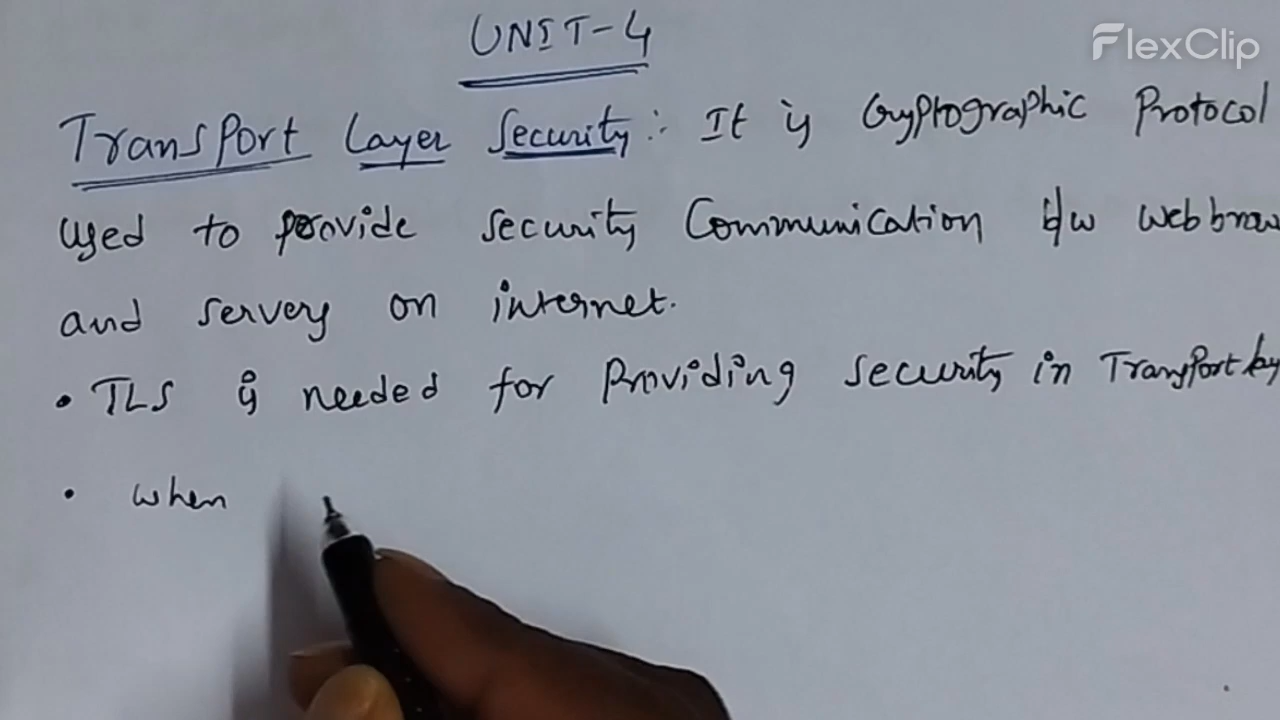 FlexClip
UNIT-4
Transport Layer Security:- It is Cryptographic Protocol
used to provide security Communication b/w webbrow
and servers on internet.
• TLS is needed for Providing security in Transport lay
• when